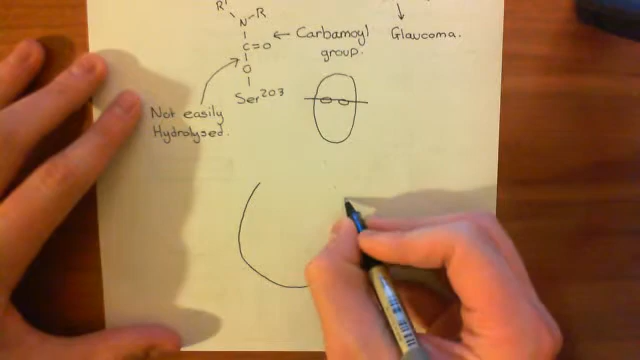 R'
N-R
C=O ← Carbamoyl group.
O
Ser203
Not easily
Hydrolysed.
Glaucoma.